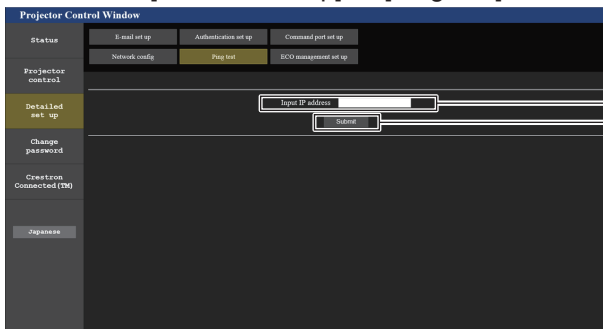 Projector Control Window
Status
E-mail set up
Authentication set up
Command port set up
Network config
Ping test
ECO management set up
Projector
control
Detailed
set up
Input IP address
Submit
Change
password
Crestron
Connected(TM)
Japanese